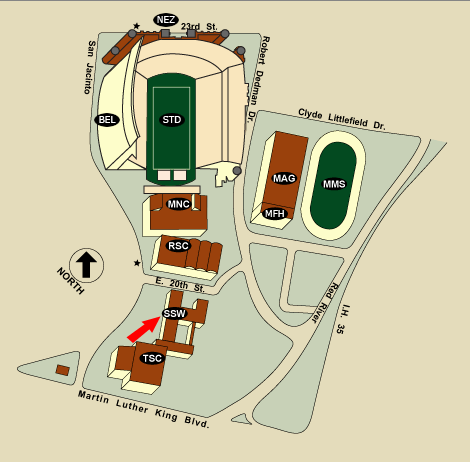 NEZ
23rd St.
San Jacinto
Robert Dedman Dr.
BEL
STD
Clyde Littlefield Dr.
MAG
MMS
MNC
MFH
RSC
NORTH
E. 20th St.
Red River
I.H. 35
SSW
TSC
Martin Luther King Blvd.